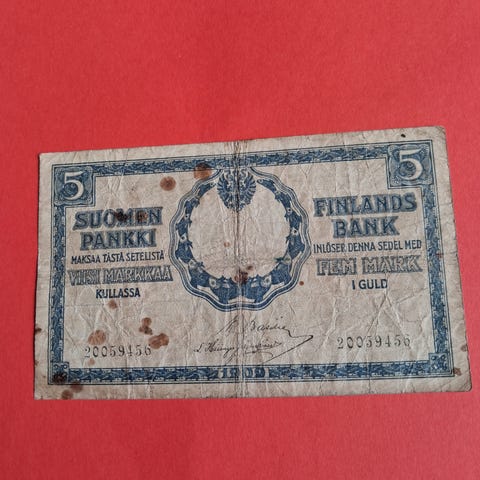 5
5
SUOMEN
PANKKI
MAKSAA TÄSTÄ SETELISTÄ
VIISI MARKKAA
KULLASSA
FINLANDS
BANK
INLÖSER DENNA SEDEL MED
FEM MARK
I GULD
20059456
20059456
1909